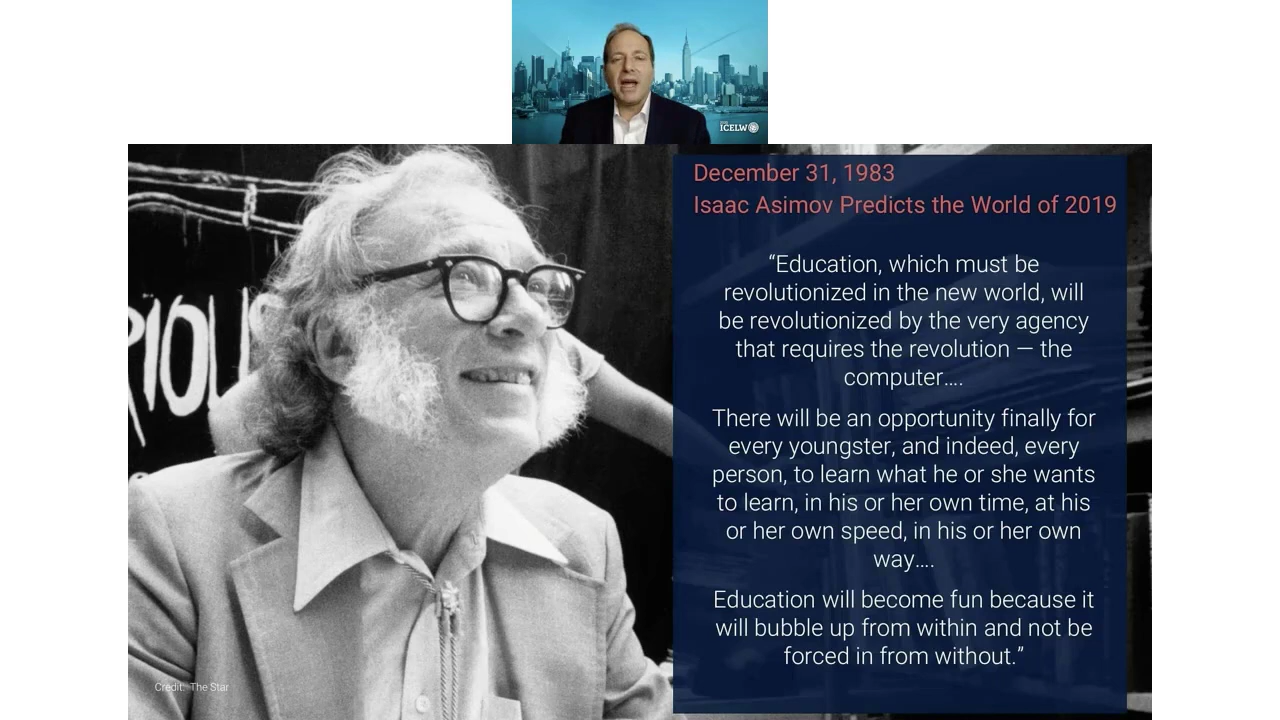 ICELW
December 31, 1983
Isaac Asimov Predicts the World of 2019
“Education, which must be
revolutionized in the new world, will
be revolutionized by the very agency
that requires the revolution — the
computer….
There will be an opportunity finally for
every youngster, and indeed, every
person, to learn what he or she wants
to learn, in his or her own time, at his
or her own speed, in his or her own
way….
Education will become fun because it
will bubble up from within and not be
forced in from without.”
Credit: The Star